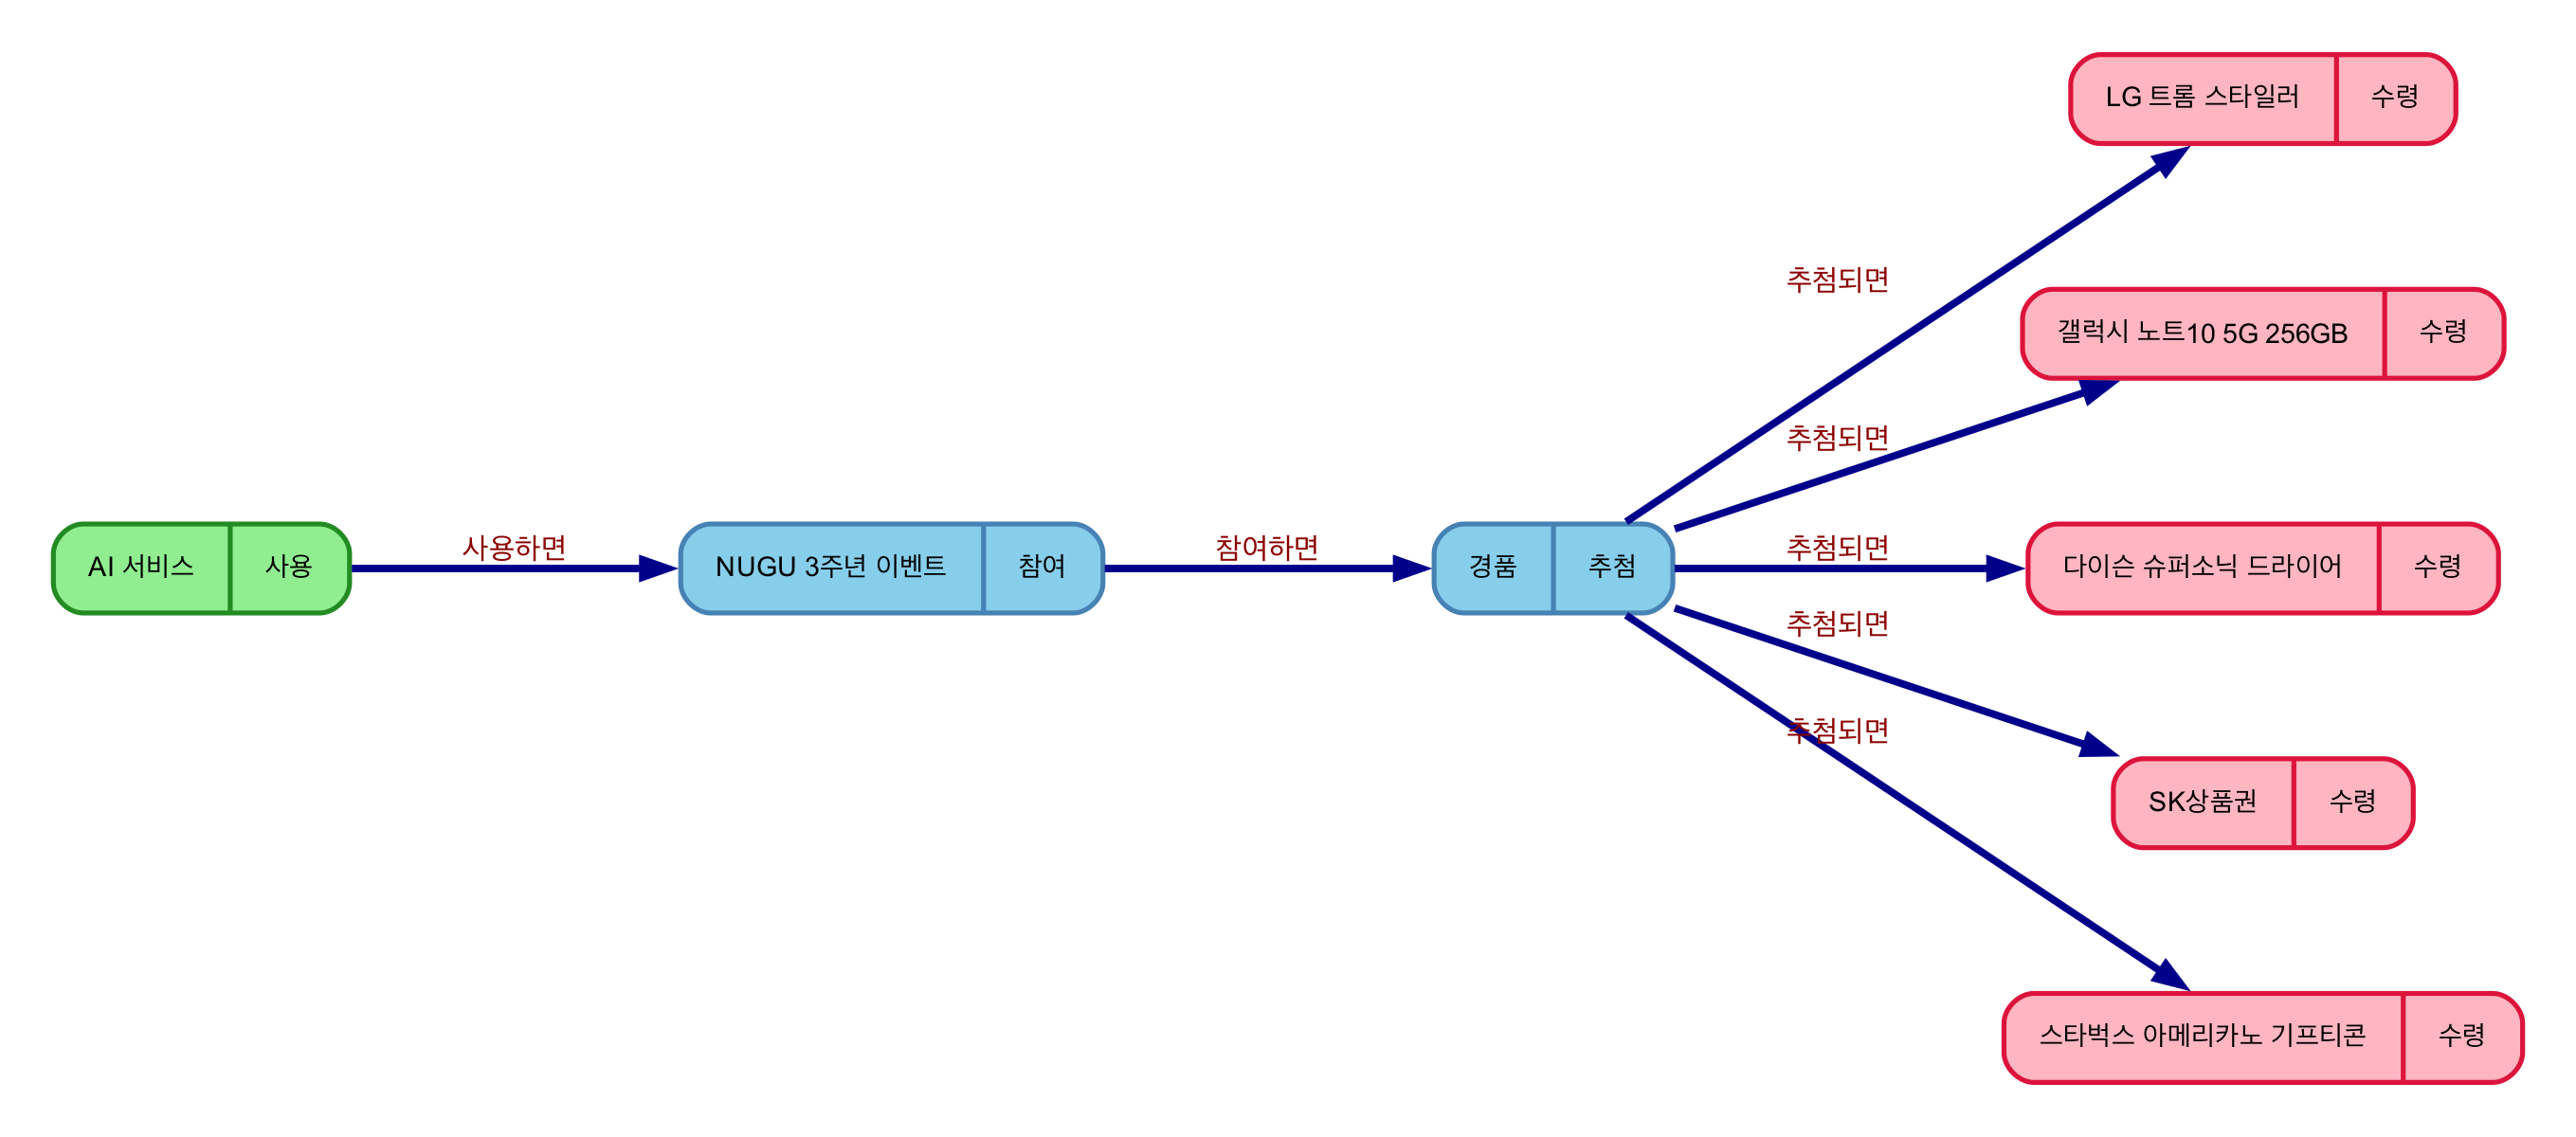 AI 서비스 사용
사용하면
NUGU 3주년 이벤트 참여
참여하면
경품 추첨
추첨되면
LG 트롬 스타일러 수령
추첨되면
갤럭시 노트10 5G 256GB 수령
추첨되면
다이슨 슈퍼소닉 드라이어 수령
추첨되면
SK상품권 수령
추첨되면
스타벅스 아메리카노 기프티콘 수령